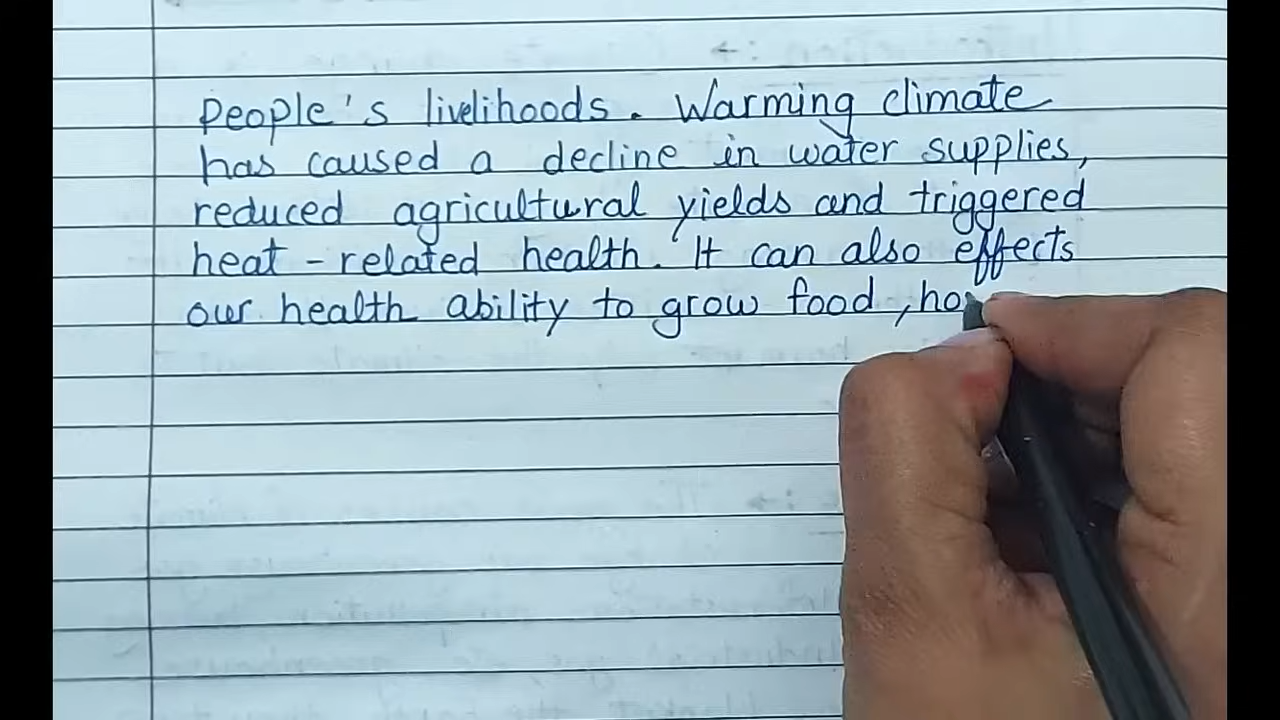 People's livelihoods. Warming climate
has caused a decline in water supplies,
reduced agricultural yields and triggered
heat-related health. It can also effects
our health ability to grow food, ho